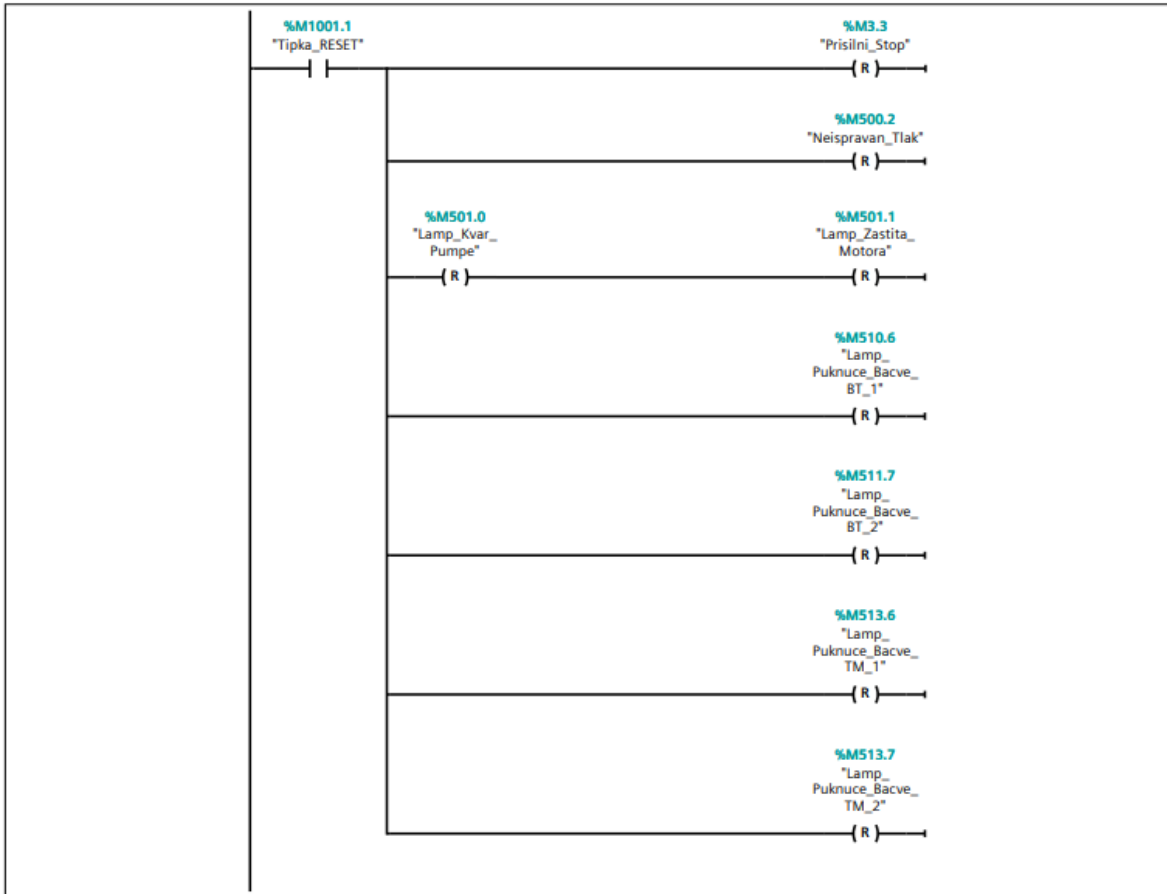 %M1001.1
"Tipka_RESET"
%M3.3
"Prisilni_Stop"
R
%M500.2
"Neispravan_Tlak"
R
%M501.0
"Lamp_Kvar_
Pumpe"
R
%M501.1
"Lamp_Zastita_
Motora"
R
%M510.6
"Lamp_
Puknuce_Bacve_
BT_1"
R
%M511.7
"Lamp_
Puknuce_Bacve_
BT_2"
R
%M513.6
"Lamp_
Puknuce_Bacve_
TM_1"
R
%M513.7
"Lamp_
Puknuce_Bacve_
TM_2"
R